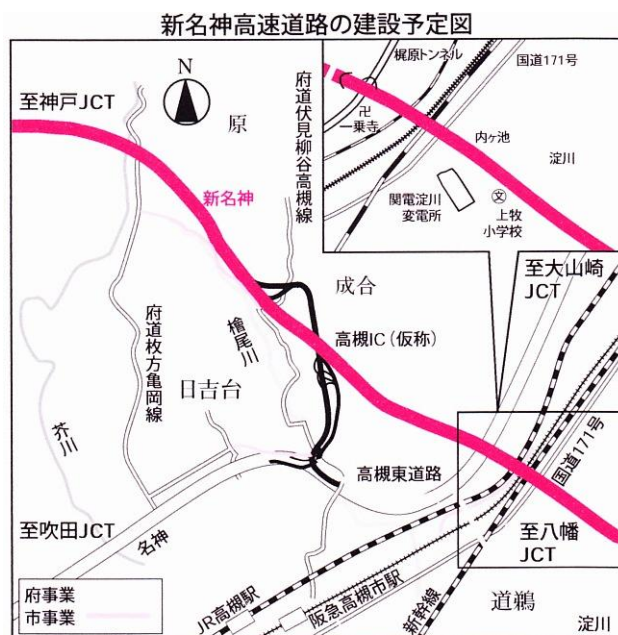 新名神高速道路の建設予定図
至神戸JCT
N
原
府道伏見柳谷高槻線
梶原トンネル
国道171号
卍
一乗寺
内ヶ池
淀川
関電淀川
変電所
文
上牧
小学校
新名神
至大山崎
JCT
成合
府道枚方亀岡線
檜尾川
高槻IC（仮称）
日吉台
芥川
高槻東道路
国道171号
至吹田JCT
名神
至八幡
JCT
府事業
市事業
JR高槻駅
阪急高槻市駅
新幹線
道鵜
淀川